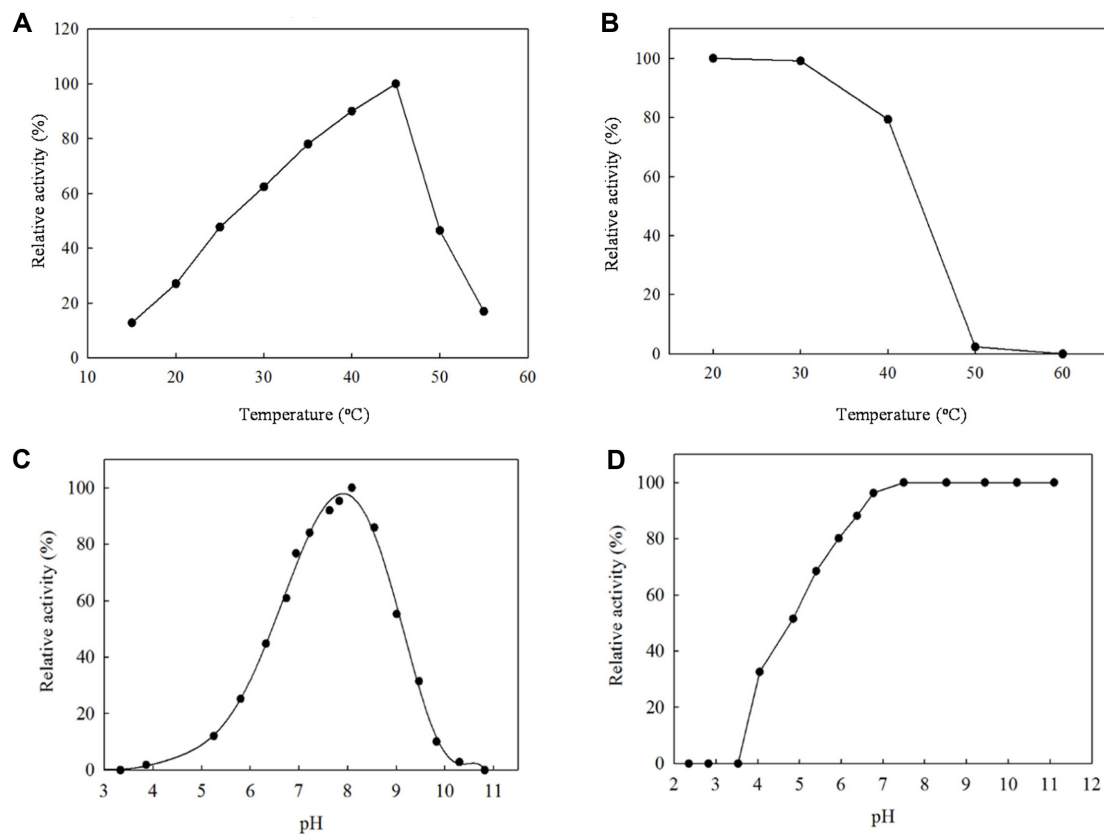 A
Relative activity (%)
120
100
80
60
40
20
0
10 20 30 40 50 60
Temperature (°C)
B
Relative activity (%)
100
80
60
40
20
0
20 30 40 50 60
Temperature (°C)
C
Relative activity (%)
100
80
60
40
20
0
3 4 5 6 7 8 9 10 11
pH
D
Relative activity (%)
100
80
60
40
20
0
2 3 4 5 6 7 8 9 10 11 12
pH